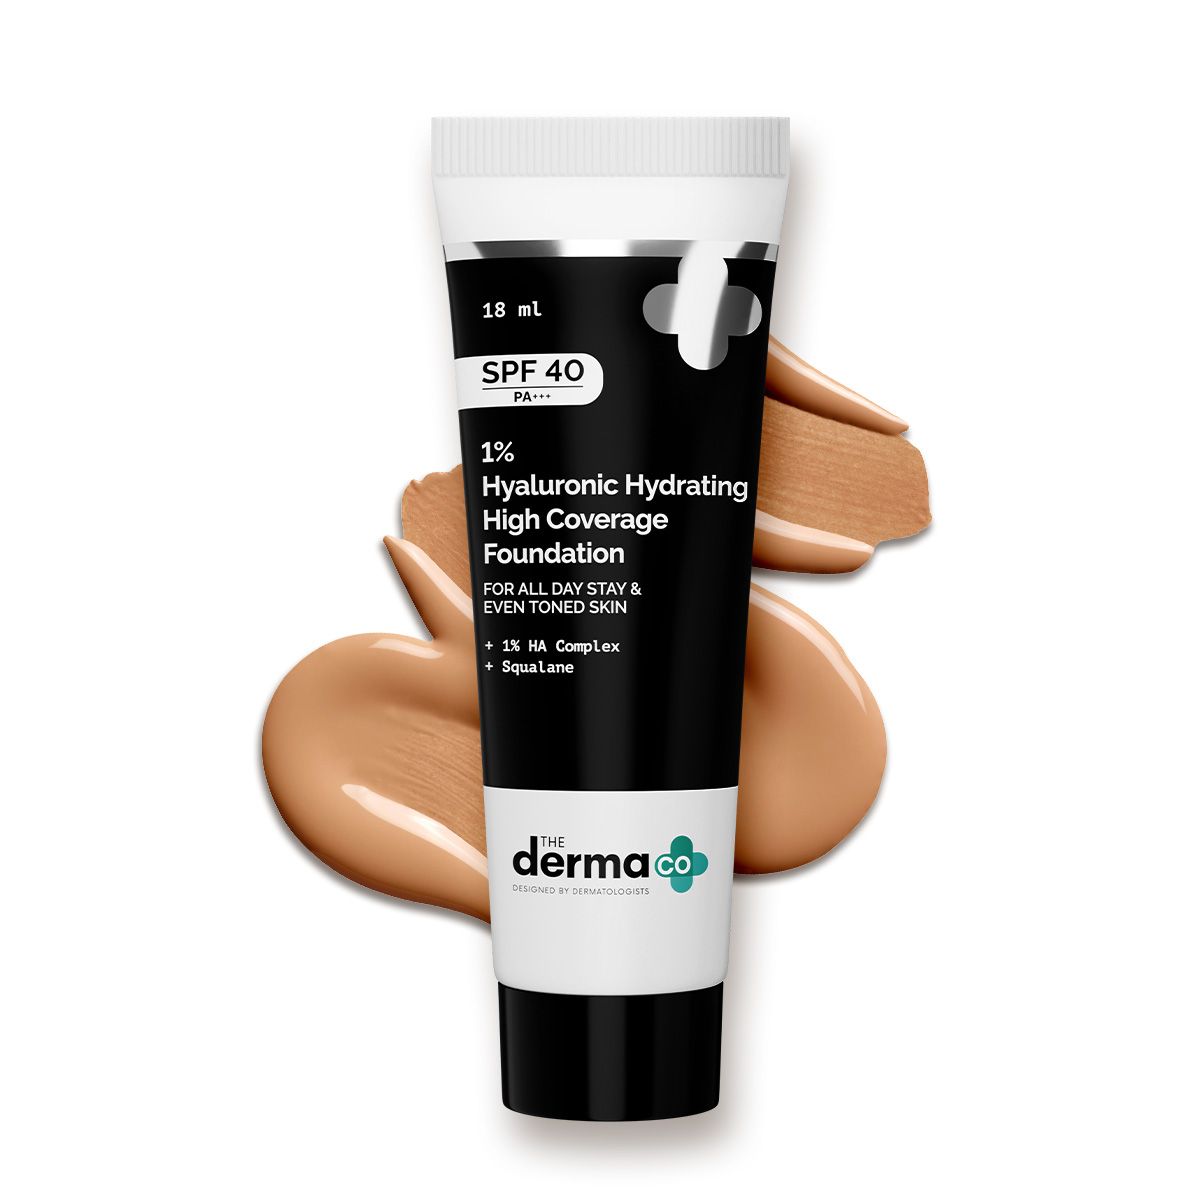 18 ml
SPF 40
PA+++
1%
Hyaluronic Hydrating
High Coverage
Foundation
FOR ALL DAY STAY &
EVEN TONED SKIN
+ 1% HA Complex
+ Squalane
THE
derma co
DESIGNED BY DERMATOLOGISTS